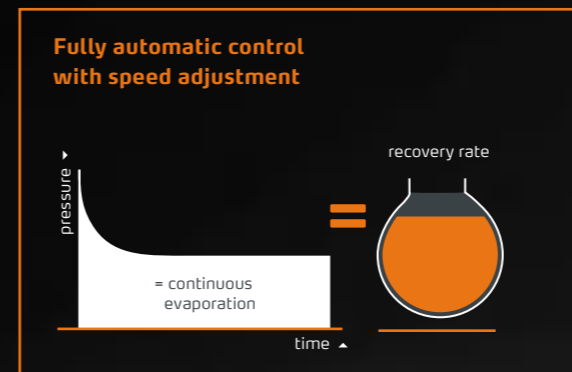 Fully automatic control
with speed adjustment
pressure
recovery rate
= continuous
evaporation
time